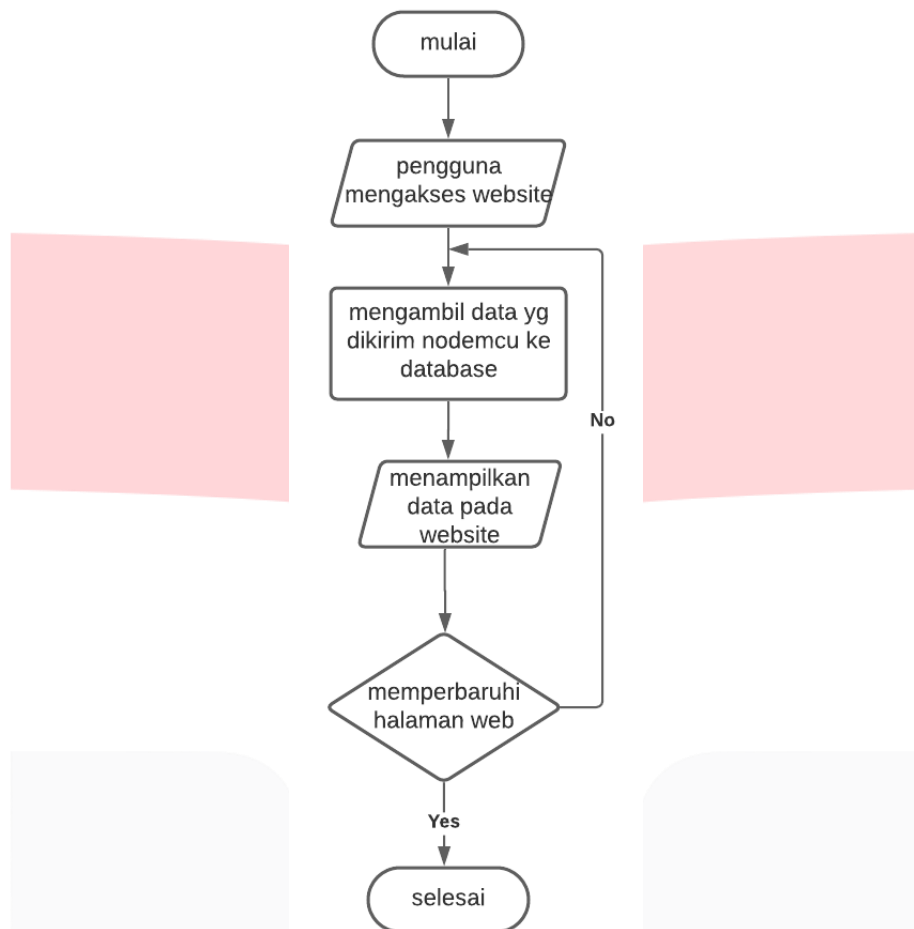 mulai
pengguna
mengakses website
mengambil data yg
dikirim nodemcu ke
database
No
menampilkan
data pada
website
memperbaruhi
halaman web
Yes
selesai